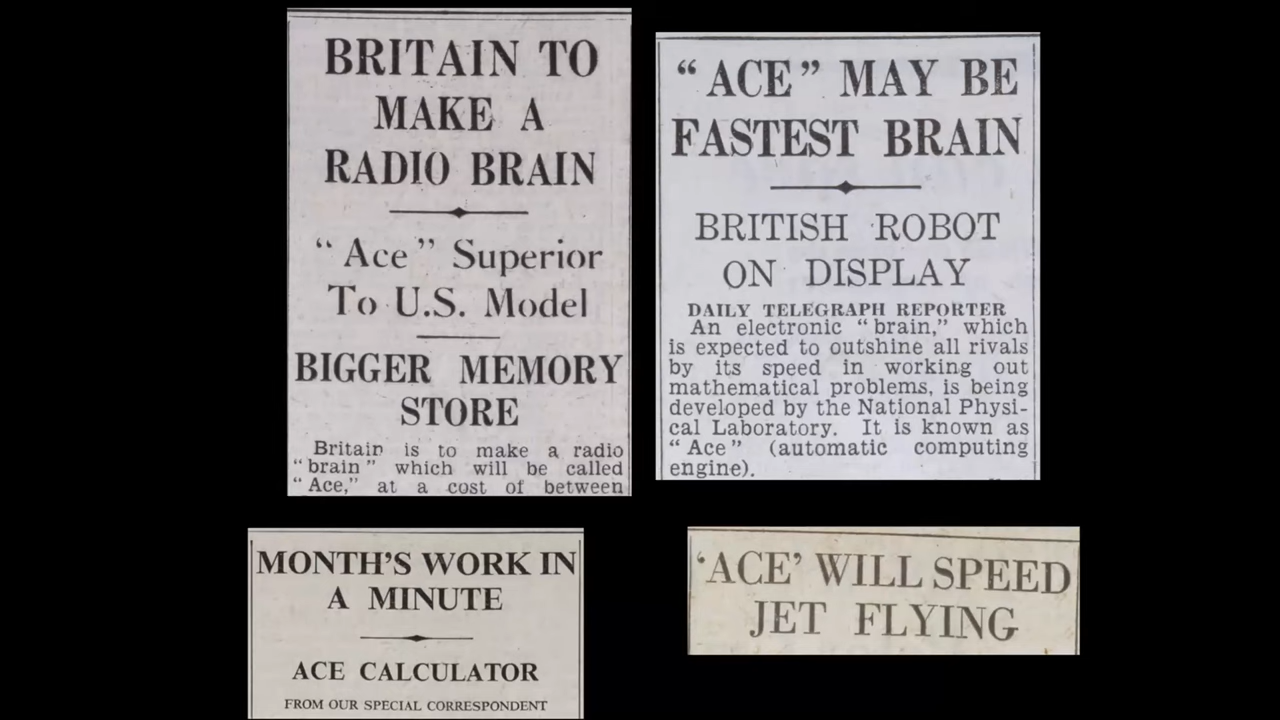 BRITAIN TO
MAKE A
RADIO BRAIN
“Ace” Superior
To U.S. Model
BIGGER MEMORY
STORE
Britain is to make a radio
“brain” which will be called
“Ace,” at a cost of between
“ACE” MAY BE
FASTEST BRAIN
BRITISH ROBOT
ON DISPLAY
DAILY TELEGRAPH REPORTER
An electronic “brain,” which
is expected to outshine all rivals
by its speed in working out
mathematical problems, is being
developed by the National Physi-
cal Laboratory. It is known as
“Ace” (automatic computing
engine).
MONTH'S WORK IN
A MINUTE
ACE CALCULATOR
FROM OUR SPECIAL CORRESPONDENT
‘ACE’ WILL SPEED
JET FLYING